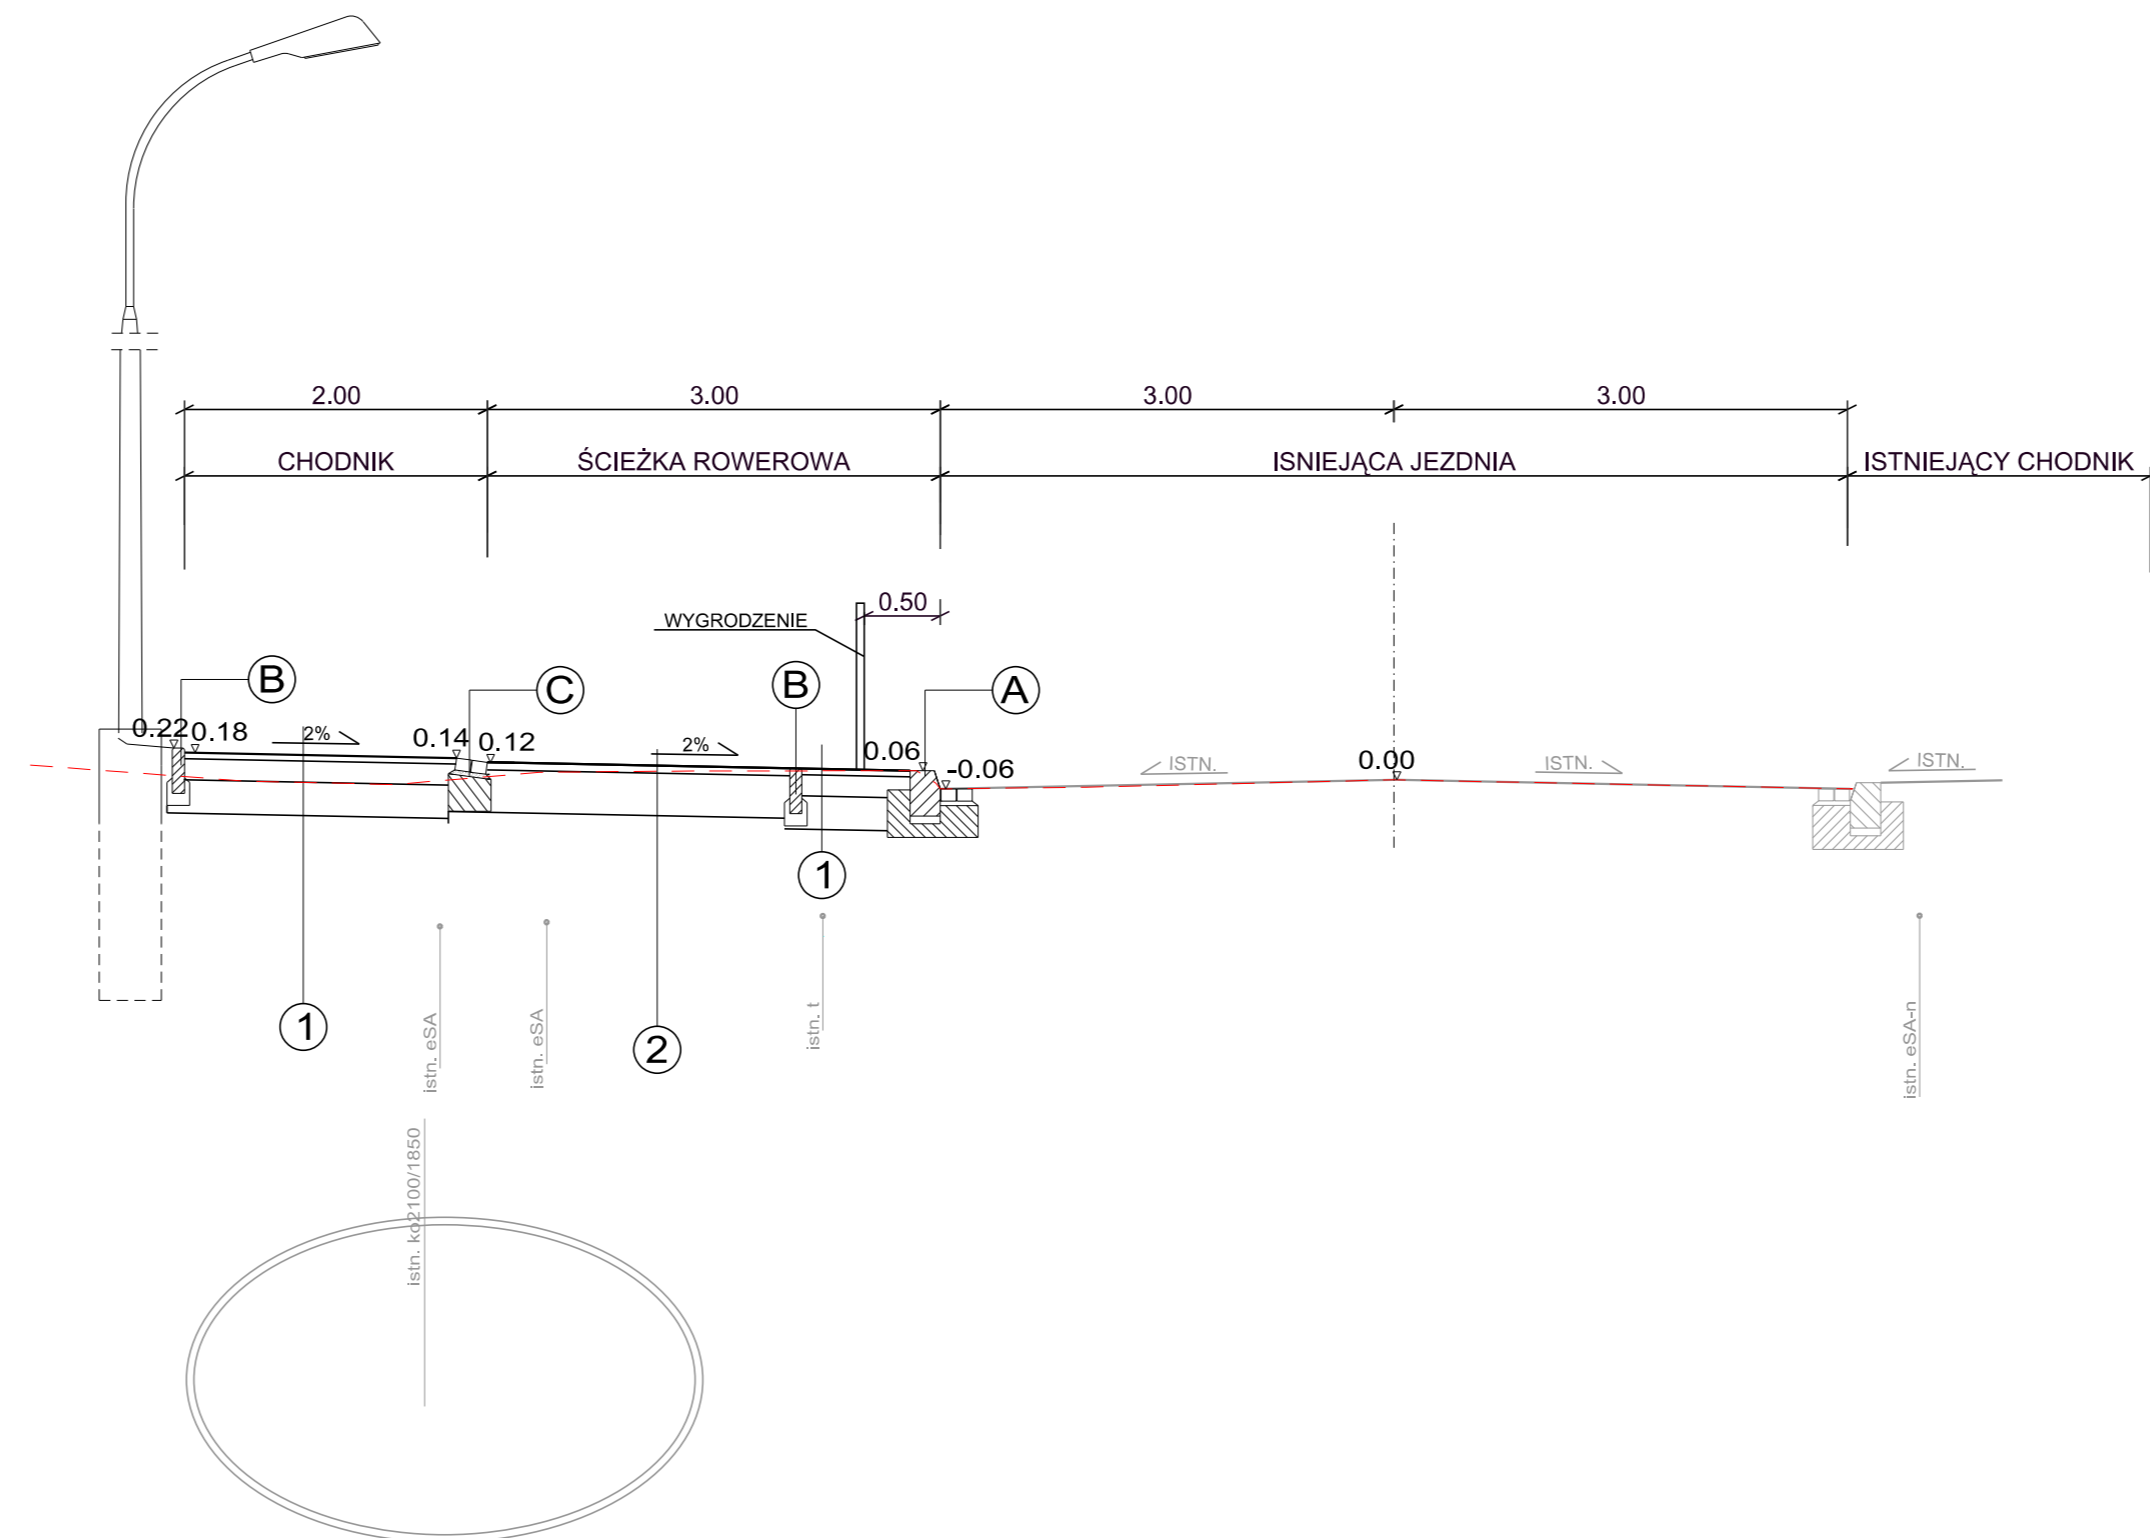 2.00 3.00 3.00 3.00
CHODNIK ŚCIEŻKA ROWEROWA ISNIEJĄCA JEZDNIA ISTNIEJĄCY CHODNIK
0.50
WYGRODZENIE
B C B A
0.22 0.18 2% 0.14 0.12 2% 0.06 -0.06 ISTN. 0.00 ISTN. ISTN.
1
1 2
istn. eSA
istn. eSA
istn. t
istn. eSA-n
istn. ko2100/1850